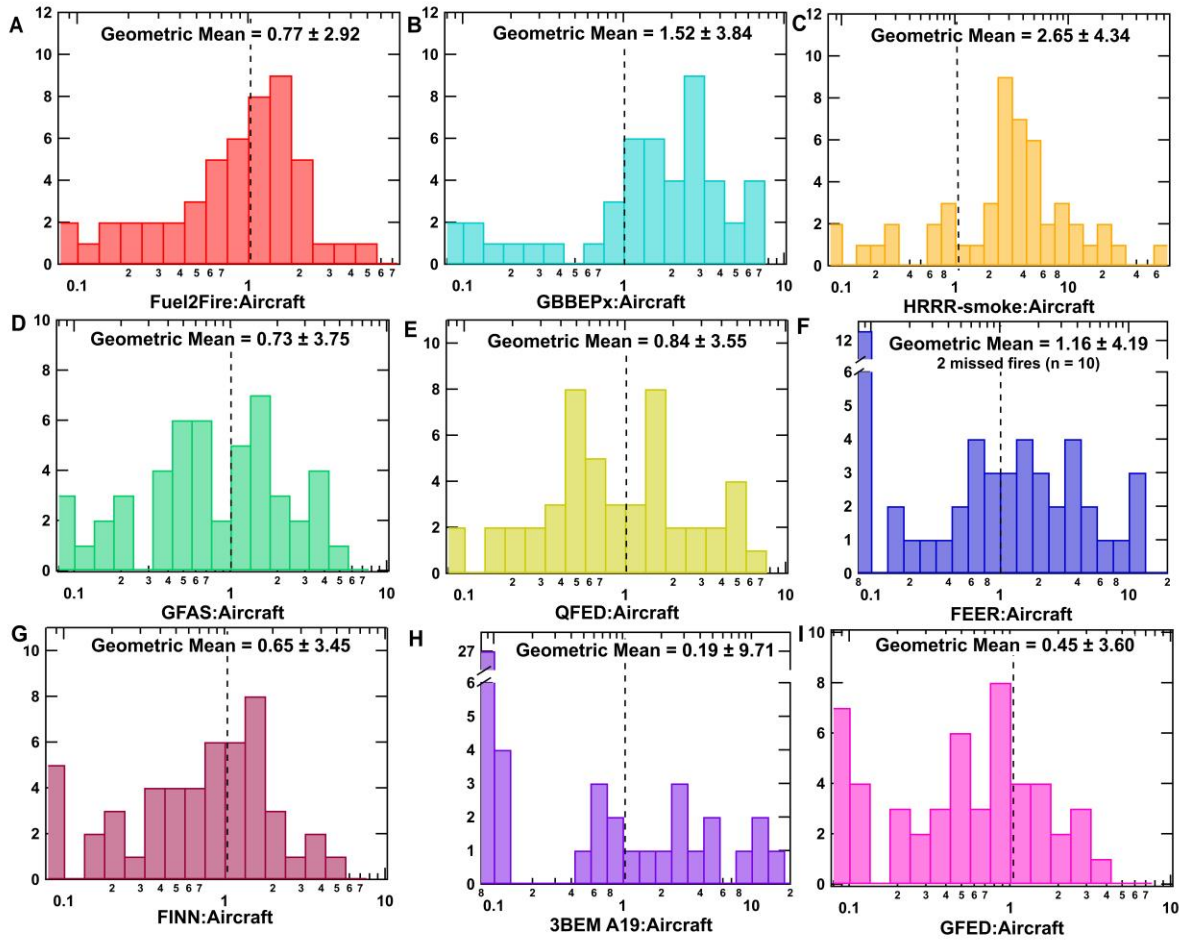 A
Geometric Mean = 0.77 ± 2.92
12
10
8
6
4
2
0
0.1 2 3 4 5 6 7 1 2 3 4 5 6 7
Fuel2Fire:Aircraft
B
Geometric Mean = 1.52 ± 3.84
12
10
8
6
4
2
0
0.1 2 3 4 5 6 7 1 2 3 4 5 6 7 10
GBBEPx:Aircraft
C
Geometric Mean = 2.65 ± 4.34
12
10
8
6
4
2
0
0.1 2 4 6 8 1 2 4 6 8 10 2 4 6
HRRR-smoke:Aircraft
D
Geometric Mean = 0.73 ± 3.75
10
8
6
4
2
0
0.1 2 3 4 5 6 7 1 2 3 4 5 6 7 10
GFAS:Aircraft
E
Geometric Mean = 0.84 ± 3.55
10
8
6
4
2
0
0.1 2 3 4 5 6 7 1 2 3 4 5 6 7 10
QFED:Aircraft
F
Geometric Mean = 1.16 ± 4.19
2 missed fires (n = 10)
12
6
5
4
3
2
1
0
8 0.1 2 4 6 8 1 2 4 6 8 10 2
FEER:Aircraft
G
Geometric Mean = 0.65 ± 3.45
10
8
6
4
2
0
0.1 2 3 4 5 6 7 1 2 3 4 5 6 7 10
FINN:Aircraft
H
Geometric Mean = 0.19 ± 9.71
27
6
5
4
3
2
1
0
8 0.1 2 4 6 8 1 2 4 6 8 10 2
3BEM A19:Aircraft
I
Geometric Mean = 0.45 ± 3.60
10
8
6
4
2
0
0.1 2 3 4 5 6 7 1 2 3 4 5 6 7 10
GFED:Aircraft